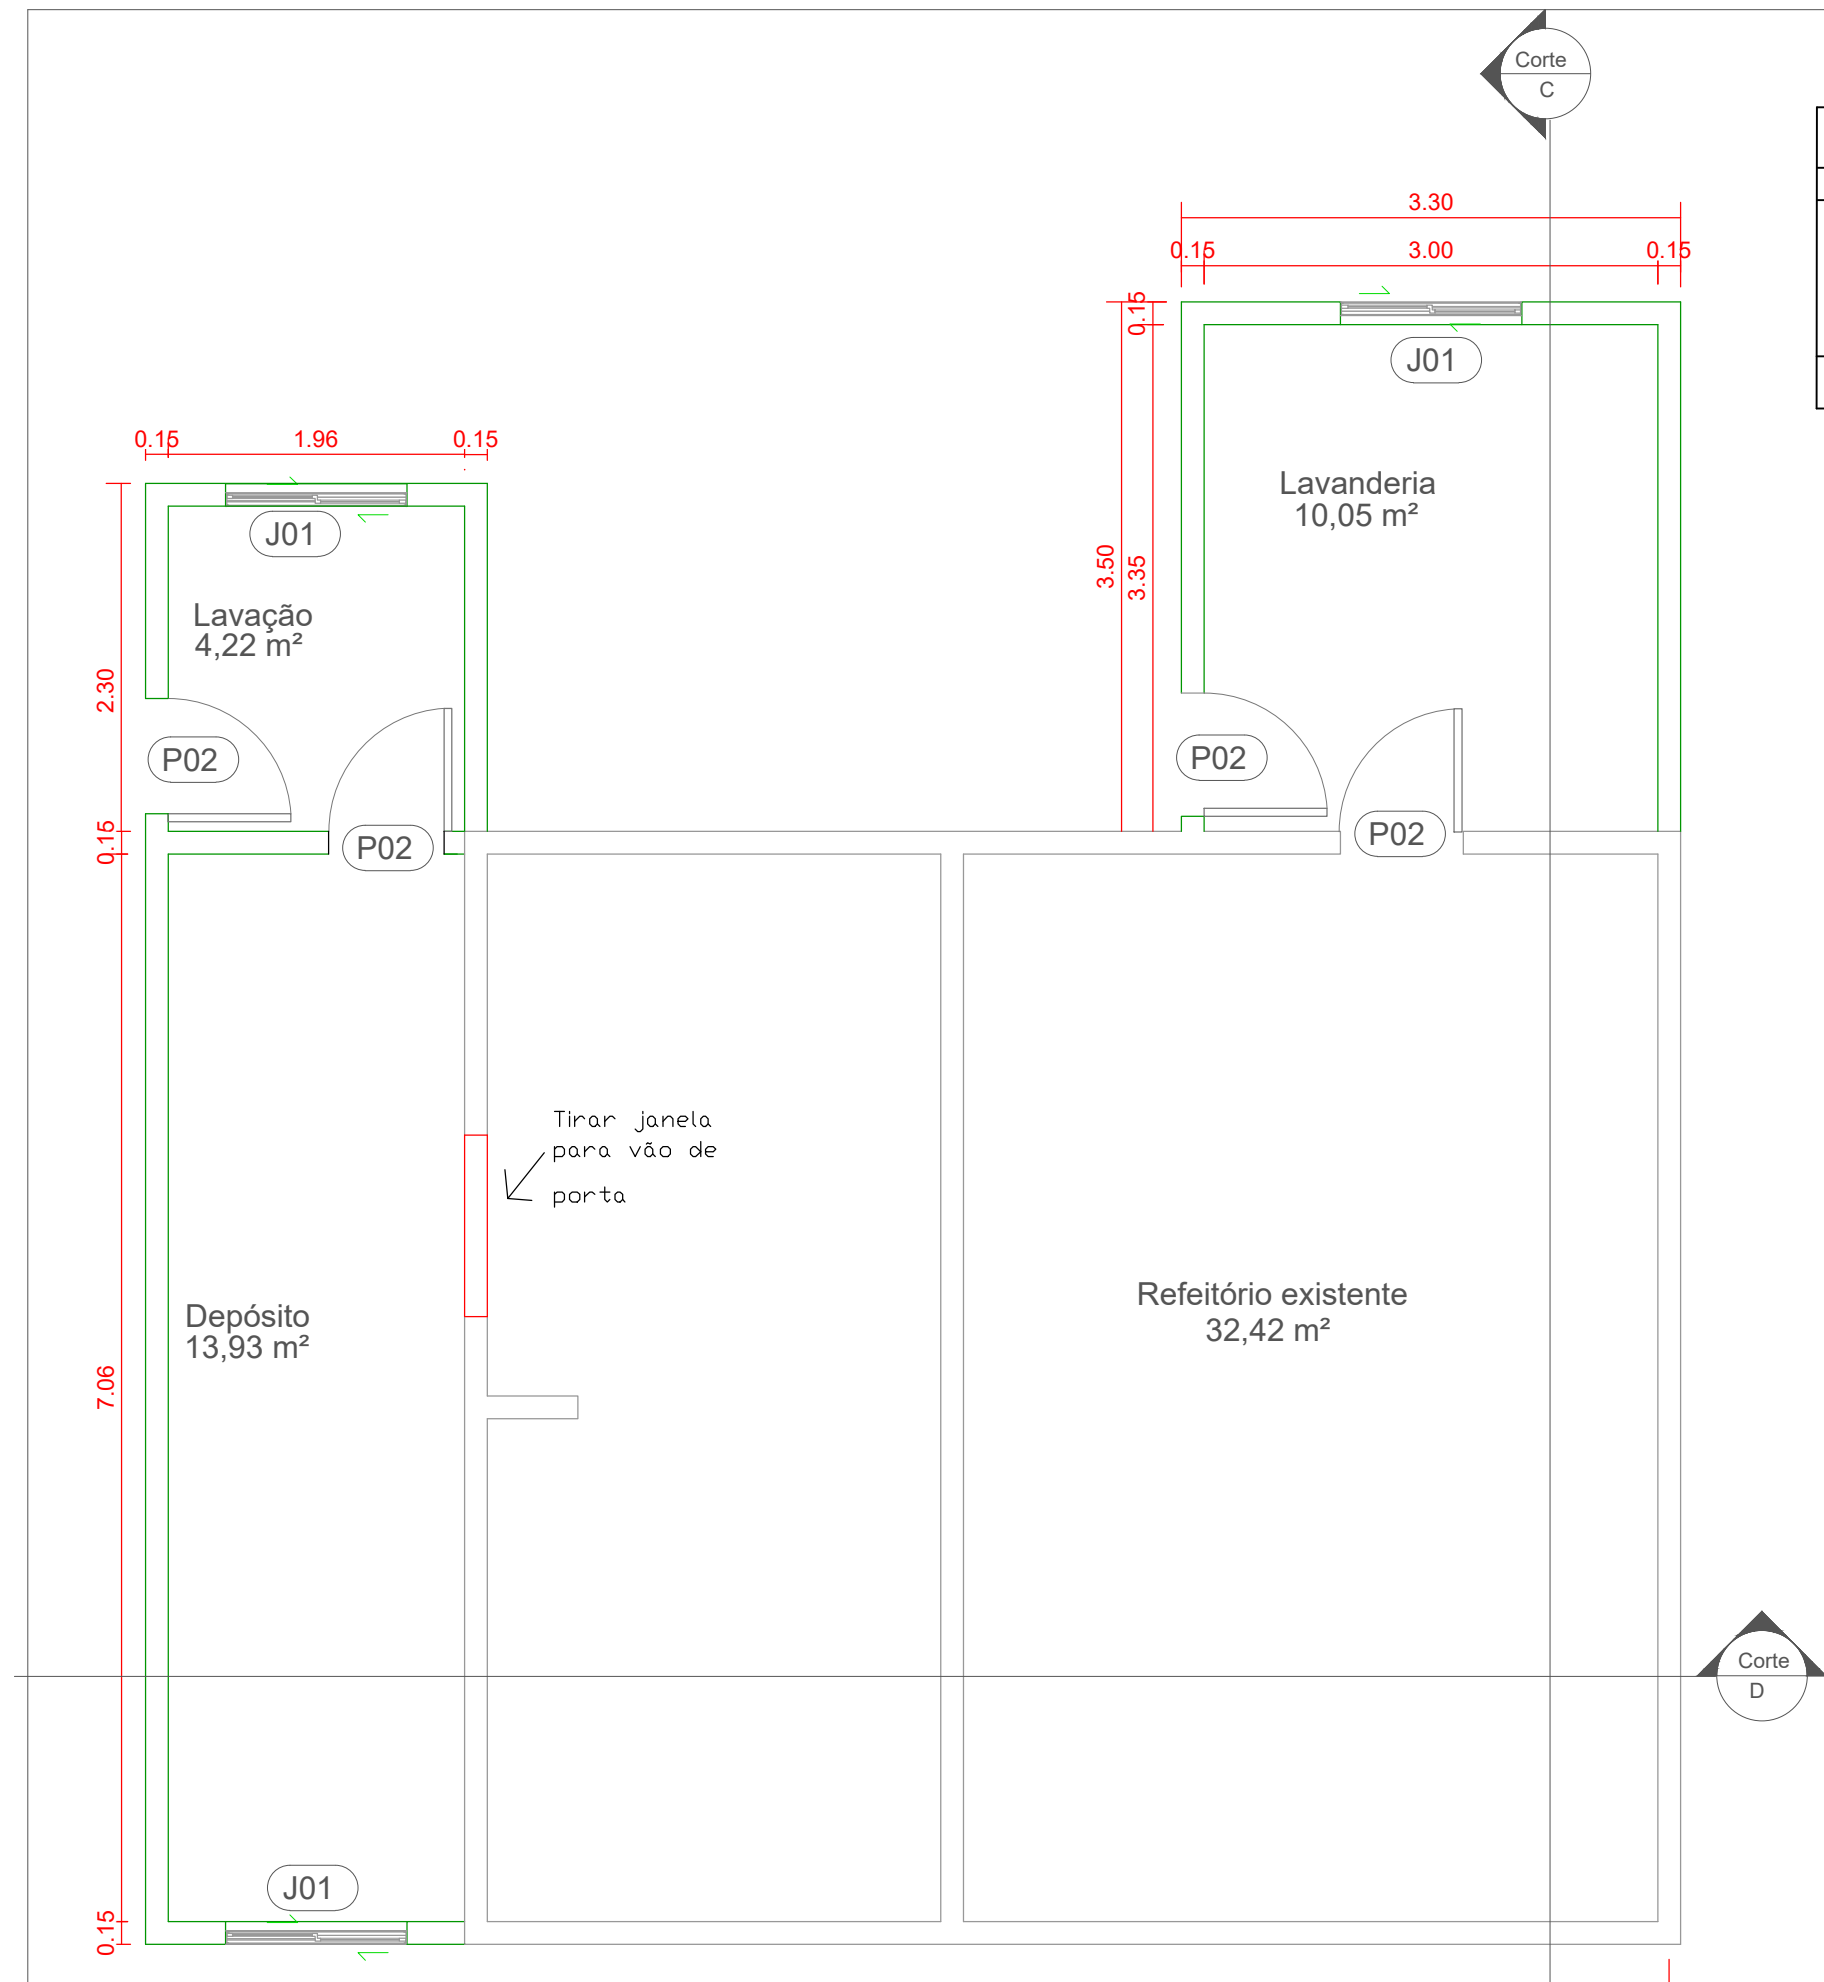 Corte
C
3.30
0.15 3.00 0.15
0.15
J01
0.15 1.96 0.15
Lavanderia
10,05 m²
J01
3.50
3.35
Lavação
4,22 m²
2.30
P02
P02
0.15
P02
P02
Tirar janela
para vão de
porta
Refeitório existente
32,42 m²
Depósito
13,93 m²
7.06
Corte
D
J01
0.15